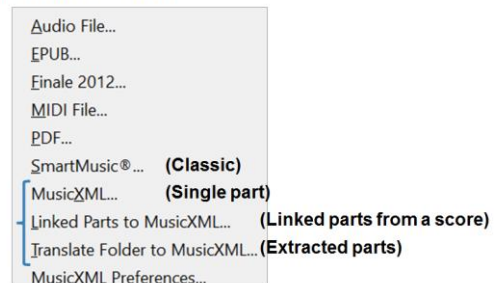 Audio File...
EPUB...
Finale 2012...
MIDI File...
PDF...
SmartMusic®... (Classic)
MusicXML... (Single part)
Linked Parts to MusicXML... (Linked parts from a score)
Translate Folder to MusicXML... (Extracted parts)
MusicXML Preferences...